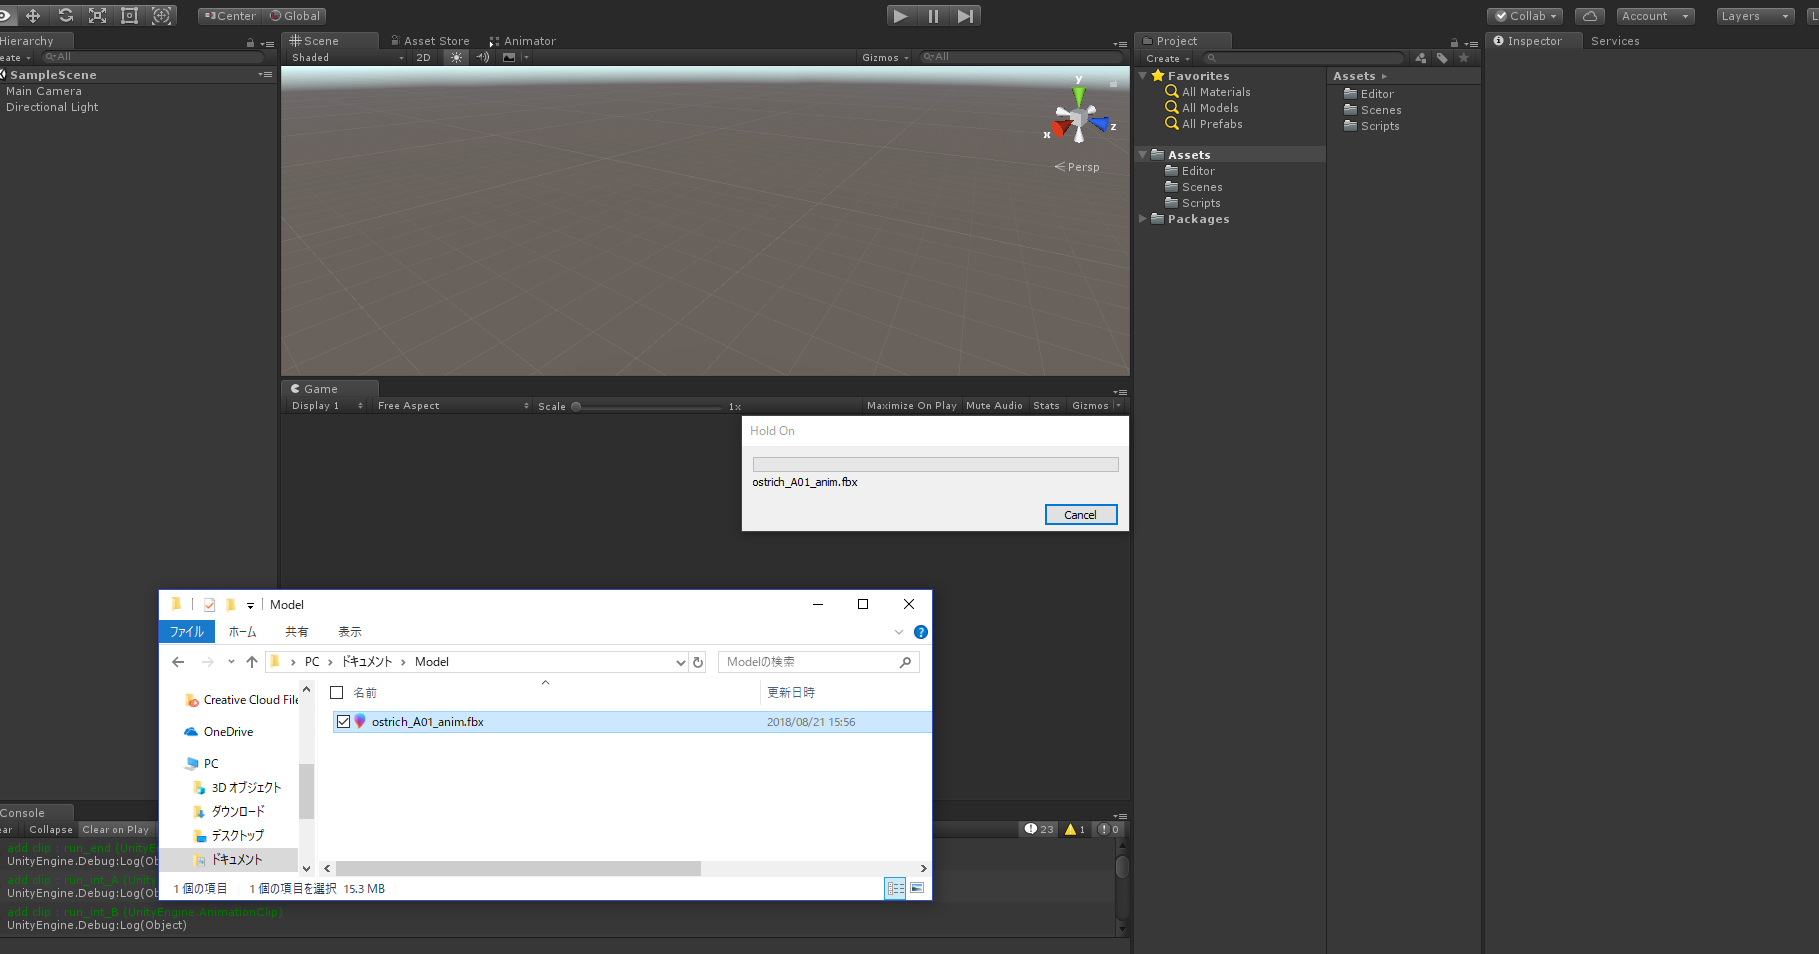 Center Global
Collab Account Layers L
Hierarchy
eate All
SampleScene
Main Camera
Directional Light
Scene Asset Store Animator
Shaded 2D Gizmos All
y
x
z
Persp
Project
Create
Favorites
All Materials
All Models
All Prefabs
Assets
Editor
Scenes
Scripts
Packages
Assets
Editor
Scenes
Scripts
Inspector Services
Game
Display 1 Free Aspect Scale 1x Maximize On Play Mute Audio Stats Gizmos
Hold On
ostrich_A01_anim.fbx
Cancel
Model
ファイル ホーム 共有 表示
PC ドキュメント Model Modelの検索
名前 更新日時
ostrich_A01_anim.fbx 2018/08/21 15:56
Creative Cloud File
OneDrive
PC
3D オブジェクト
ダウンロード
デスクトップ
ドキュメント
1 個の項目 1 個の項目を選択 15.3 MB
Console
ear Collapse Clear on Play 23 1 0
add clip : run_end (UnityE
UnityEngine.Debug:Log(Ob
add clip : run_int_A (Unity
UnityEngine.Debug:Log(Ob
add clip : run_int_B (UnityEngine.AnimationClip)
UnityEngine.Debug:Log(Object)